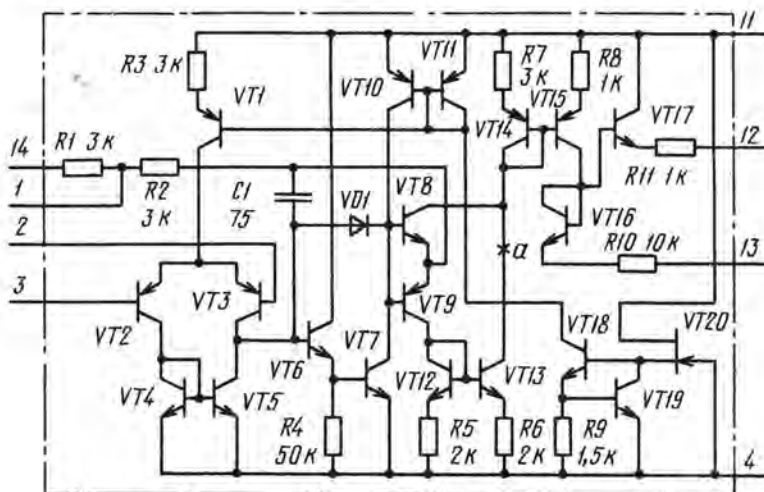 11
R3 3к
VT11
R7
3к
R8
1к
VT1
VT10
VT15
VT17
14
R1 3к
VT14
12
R2
3к
C1
75
VD1
VT8
R11 1к
1
VT16
2
*a
R10 10к
13
3
VT3
VT9
VT2
VT7
VT18
VT20
VT6
VT4
VT5
VT12
VT13
VT19
R4
50к
R5
2к
R6
2к
R9
1,5к
4